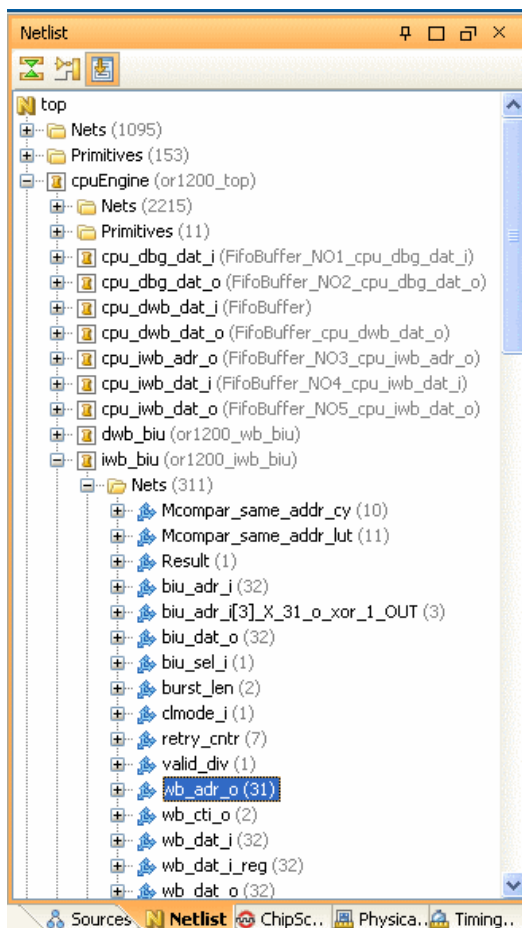 Netlist
top
Nets (1095)
Primitives (153)
cpuEngine (or1200_top)
Nets (2215)
Primitives (11)
cpu_dbg_dat_i (FifoBuffer_NO1_cpu_dbg_dat_i)
cpu_dbg_dat_o (FifoBuffer_NO2_cpu_dbg_dat_o)
cpu_dwb_dat_i (FifoBuffer)
cpu_dwb_dat_o (FifoBuffer_cpu_dwb_dat_o)
cpu_iwb_adr_o (FifoBuffer_NO3_cpu_iwb_adr_o)
cpu_iwb_dat_i (FifoBuffer_NO4_cpu_iwb_dat_i)
cpu_iwb_dat_o (FifoBuffer_NO5_cpu_iwb_dat_o)
dwb_biu (or1200_wb_biu)
iwb_biu (or1200_iwb_biu)
Nets (311)
Mcompar_same_addr_cy (10)
Mcompar_same_addr_lut (11)
Result (1)
biu_adr_i (32)
biu_adr_i[3]_X_31_o_xor_1_OUT (3)
biu_dat_o (32)
biu_sel_i (1)
burst_len (2)
clmode_i (1)
retry_cntr (7)
valid_div (1)
wb_adr_o (31)
wb_cti_o (2)
wb_dat_i (32)
wb_dat_i_reg (32)
wb_dat_o (32)
Sources Netlist ChipSc.. Physica.. Timing..